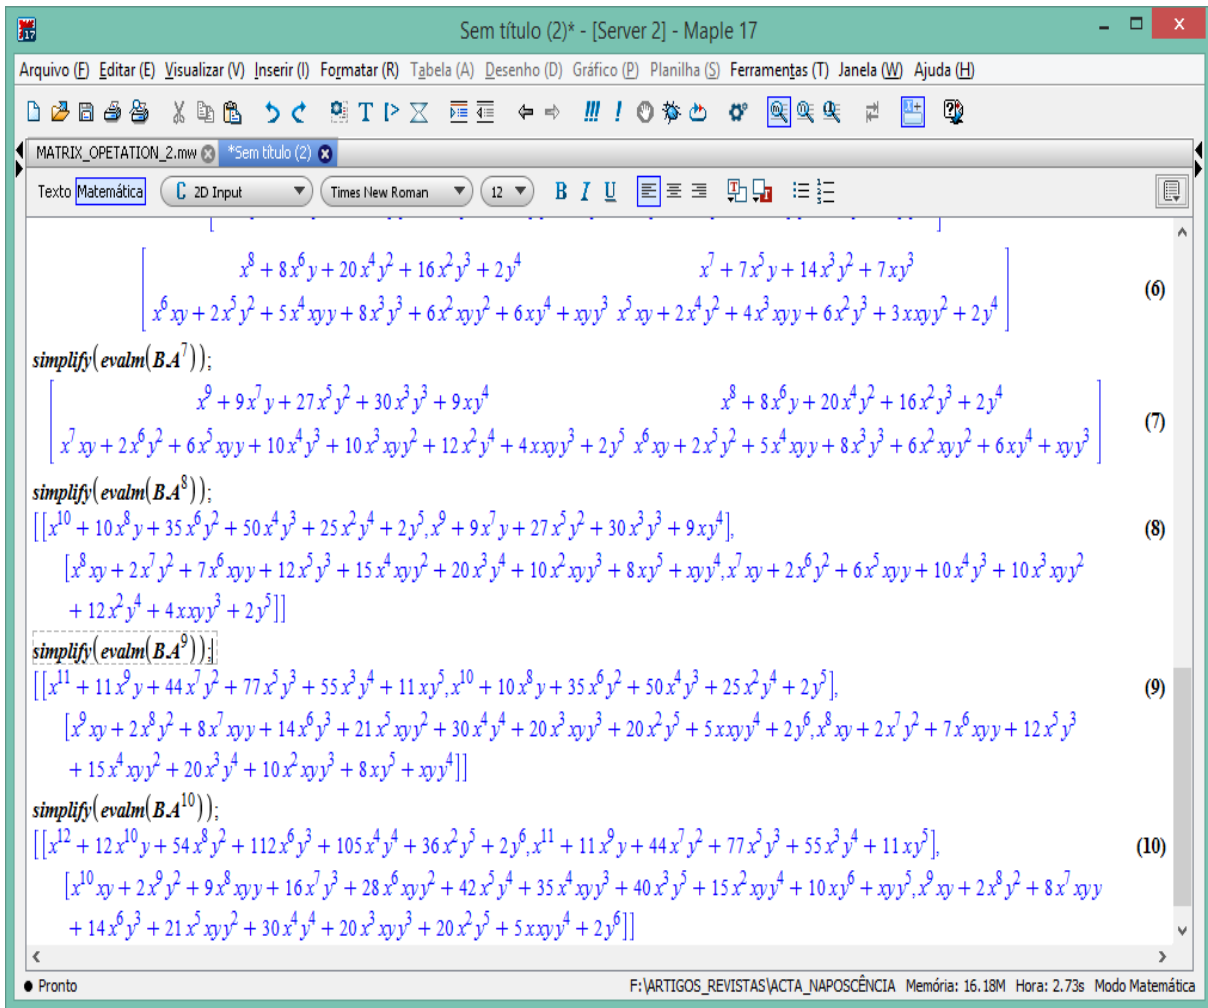 Sem título (2)* - [Server 2] - Maple 17
Arquivo (F) Editar (E) Visualizar (V) Inserir (I) Formatar (R) Tabela (A) Desenho (D) Gráfico (P) Planilha (S) Ferramentas (T) Janela (W) Ajuda (H)
MATRIX_OPETATION_2.mw *Sem título (2)
Texto Matemática C 2D Input Times New Roman 12 B I U
x^8 + 8x^6y + 20x^4y^2 + 16x^2y^3 + 2y^4 x^7 + 7x^5y + 14x^3y^2 + 7xy^3
(6)
x^6xy + 2x^5y^2 + 5x^4xyy + 8x^3y^3 + 6x^2xyy^2 + 6xy^4 + xyy^3 x^5xy + 2x^4y^2 + 4x^3xyy + 6x^2y^3 + 3xxyy^2 + 2y^4
simplify(evalm(B.A^7));
x^9 + 9x^7y + 27x^5y^2 + 30x^3y^3 + 9xy^4 x^8 + 8x^6y + 20x^4y^2 + 16x^2y^3 + 2y^4
(7)
x^7xy + 2x^6y^2 + 6x^5xyy + 10x^4y^3 + 10x^3xyy^2 + 12x^2y^4 + 4xxyy^3 + 2y^5 x^6xy + 2x^5y^2 + 5x^4xyy + 8x^3y^3 + 6x^2xyy^2 + 6xy^4 + xyy^3
simplify(evalm(B.A^8));
[[x^10 + 10x^8y + 35x^6y^2 + 50x^4y^3 + 25x^2y^4 + 2y^5, x^9 + 9x^7y + 27x^5y^2 + 30x^3y^3 + 9xy^4], (8)
[x^8xy + 2x^7y^2 + 7x^6xyy + 12x^5y^3 + 15x^4xyy^2 + 20x^3y^4 + 10x^2xyy^3 + 8xy^5 + xyy^4, x^7xy + 2x^6y^2 + 6x^5xyy + 10x^4y^3 + 10x^3xyy^2
+ 12x^2y^4 + 4xxyy^3 + 2y^5]]
simplify(evalm(B.A^9));
[[x^11 + 11x^9y + 44x^7y^2 + 77x^5y^3 + 55x^3y^4 + 11xy^5, x^10 + 10x^8y + 35x^6y^2 + 50x^4y^3 + 25x^2y^4 + 2y^5], (9)
[x^9xy + 2x^8y^2 + 8x^7xyy + 14x^6y^3 + 21x^5xyy^2 + 30x^4y^4 + 20x^3xyy^3 + 20x^2y^5 + 5xxyy^4 + 2y^6, x^8xy + 2x^7y^2 + 7x^6xyy + 12x^5y^3
+ 15x^4xyy^2 + 20x^3y^4 + 10x^2xyy^3 + 8xy^5 + xyy^4]]
simplify(evalm(B.A^10));
[[x^12 + 12x^10y + 54x^8y^2 + 112x^6y^3 + 105x^4y^4 + 36x^2y^5 + 2y^6, x^11 + 11x^9y + 44x^7y^2 + 77x^5y^3 + 55x^3y^4 + 11xy^5], (10)
[x^10xy + 2x^9y^2 + 9x^8xyy + 16x^7y^3 + 28x^6xyy^2 + 42x^5y^4 + 35x^4xyy^3 + 40x^3y^5 + 15x^2xyy^4 + 10xy^6 + xyy^5, x^9xy + 2x^8y^2 + 8x^7xyy
+ 14x^6y^3 + 21x^5xyy^2 + 30x^4y^4 + 20x^3xyy^3 + 20x^2y^5 + 5xxyy^4 + 2y^6]]
Pronto F:\ARTIGOS_REVISTAS\ACTA_NAPOSCÊNCIA Memória: 16.18M Hora: 2.73s Modo Matemática